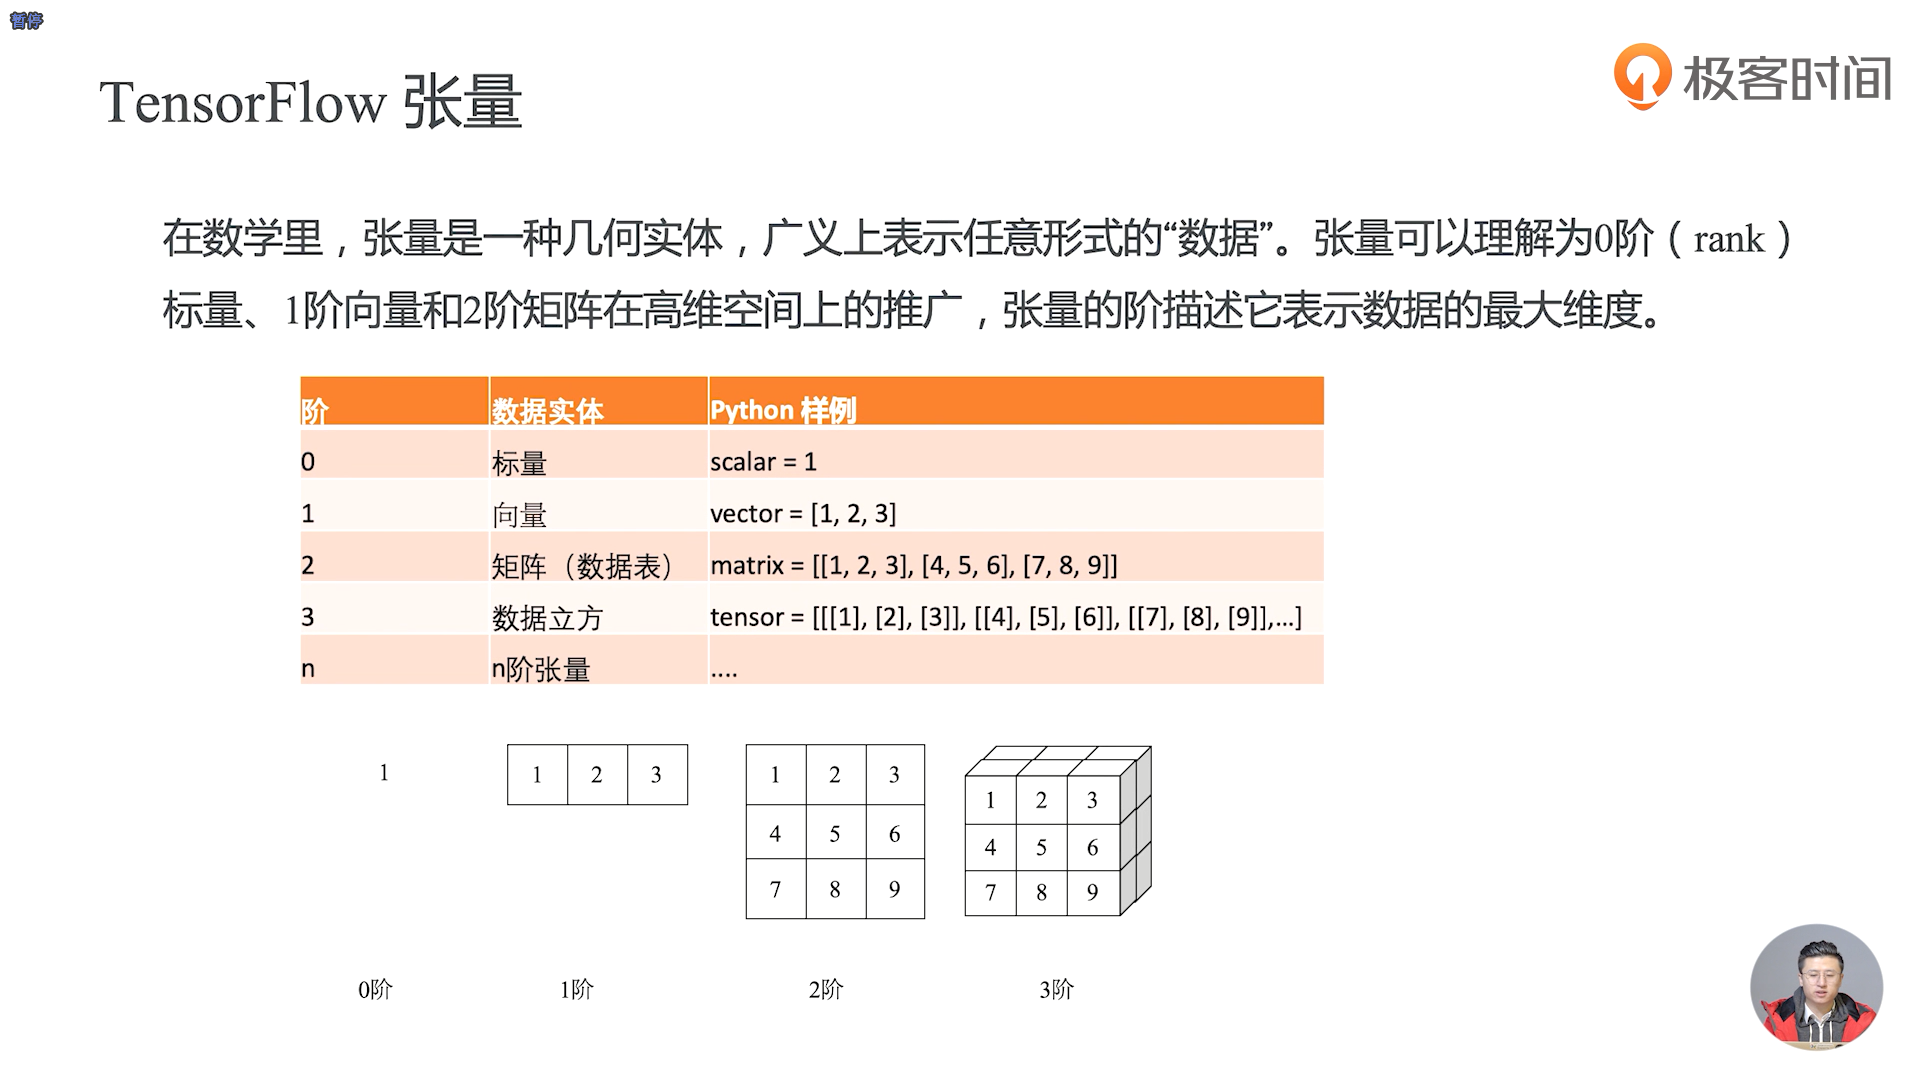 暂停
TensorFlow 张量
极客时间
在数学里，张量是一种几何实体，广义上表示任意形式的“数据”。张量可以理解为0阶（rank）
标量、1阶向量和2阶矩阵在高维空间上的推广，张量的阶描述它表示数据的最大维度。
阶 数据实体 Python 样例
0 标量 scalar = 1
1 向量 vector = [1, 2, 3]
2 矩阵（数据表） matrix = [[1, 2, 3], [4, 5, 6], [7, 8, 9]]
3 数据立方 tensor = [[[1], [2], [3]], [[4], [5], [6]], [[7], [8], [9]],...]
n n阶张量 ....
1
1 2 3
1 2 3
4 5 6
7 8 9
1 2 3
4 5 6
7 8 9
0阶 1阶 2阶 3阶